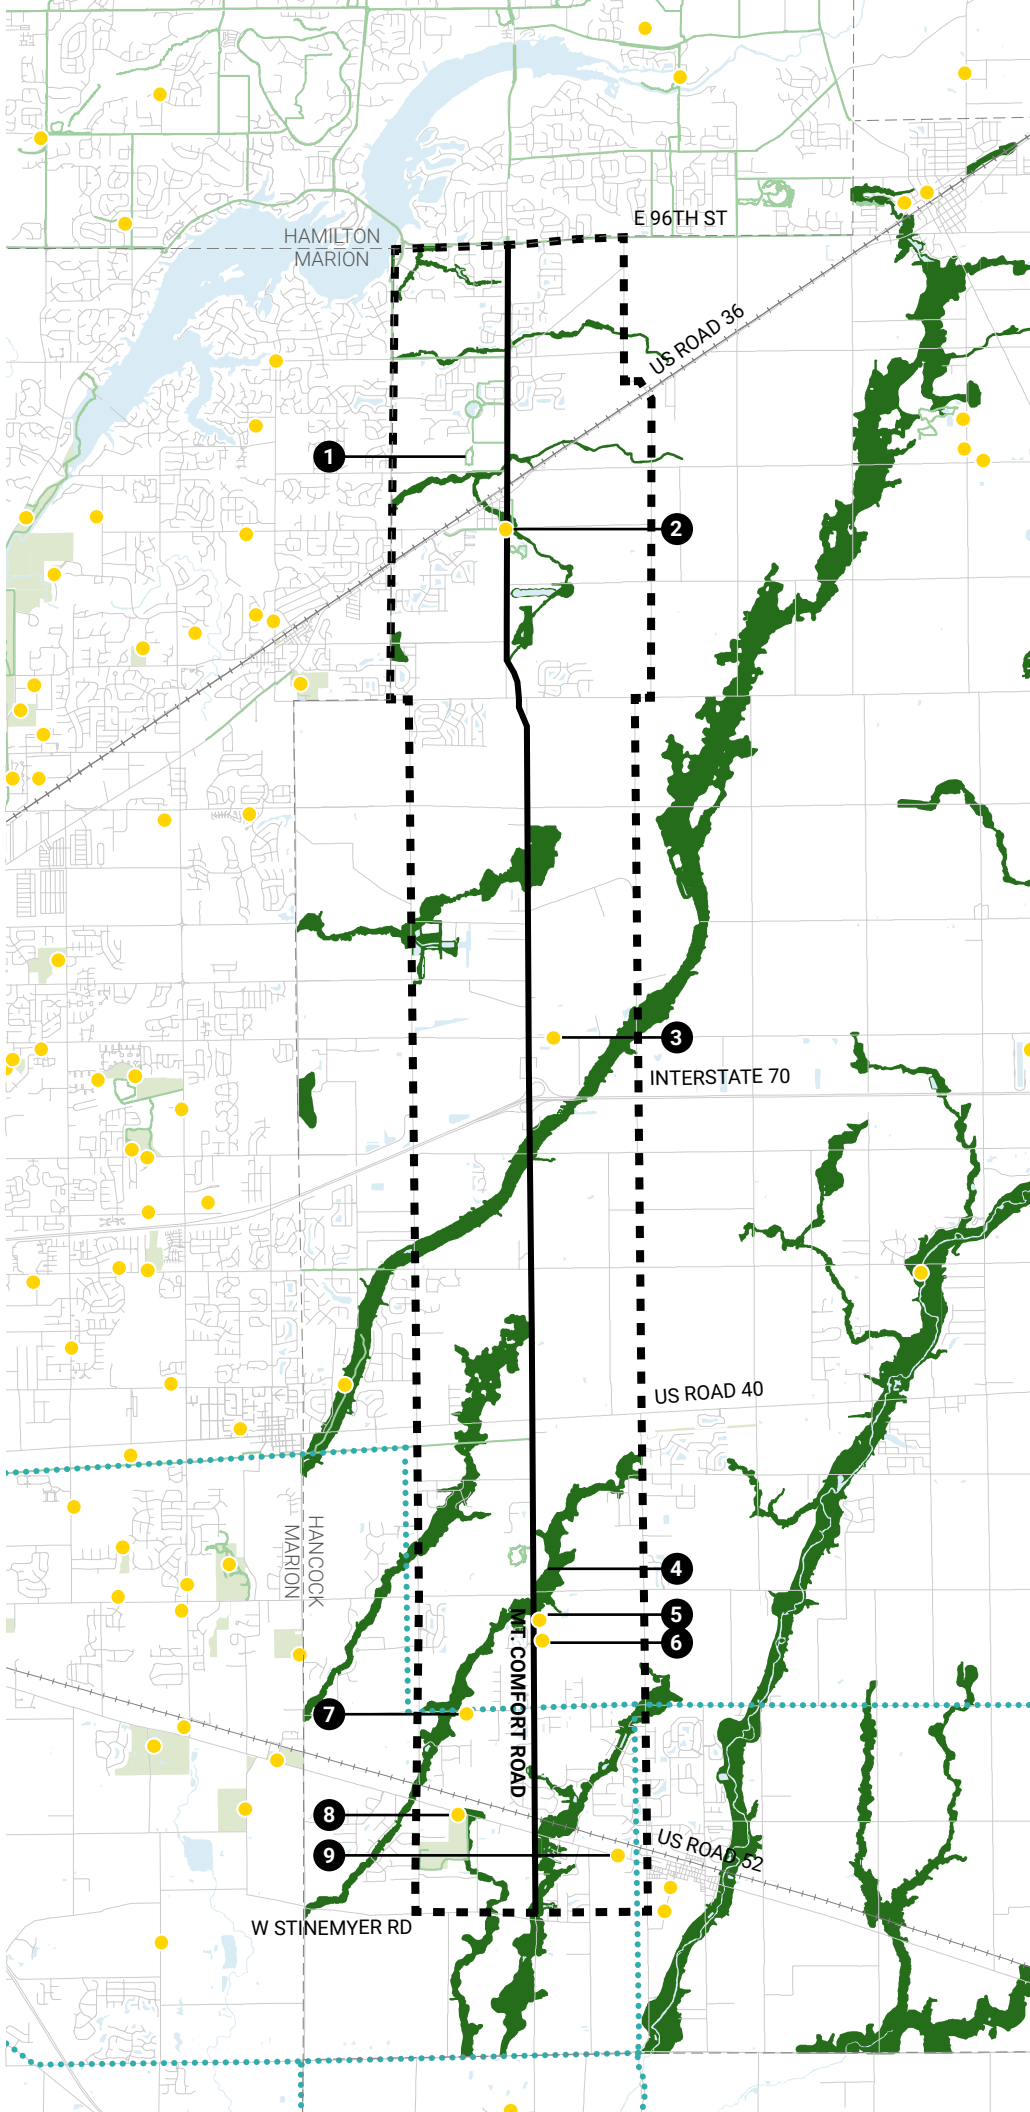 E 96TH ST
HAMILTON
MARION
US ROAD 36
1
2
3
INTERSTATE 70
US ROAD 40
HANCOCK
MARION
4
5
6
MT. COMFORT ROAD
7
8
9
US ROAD 52
W STINEMYER RD